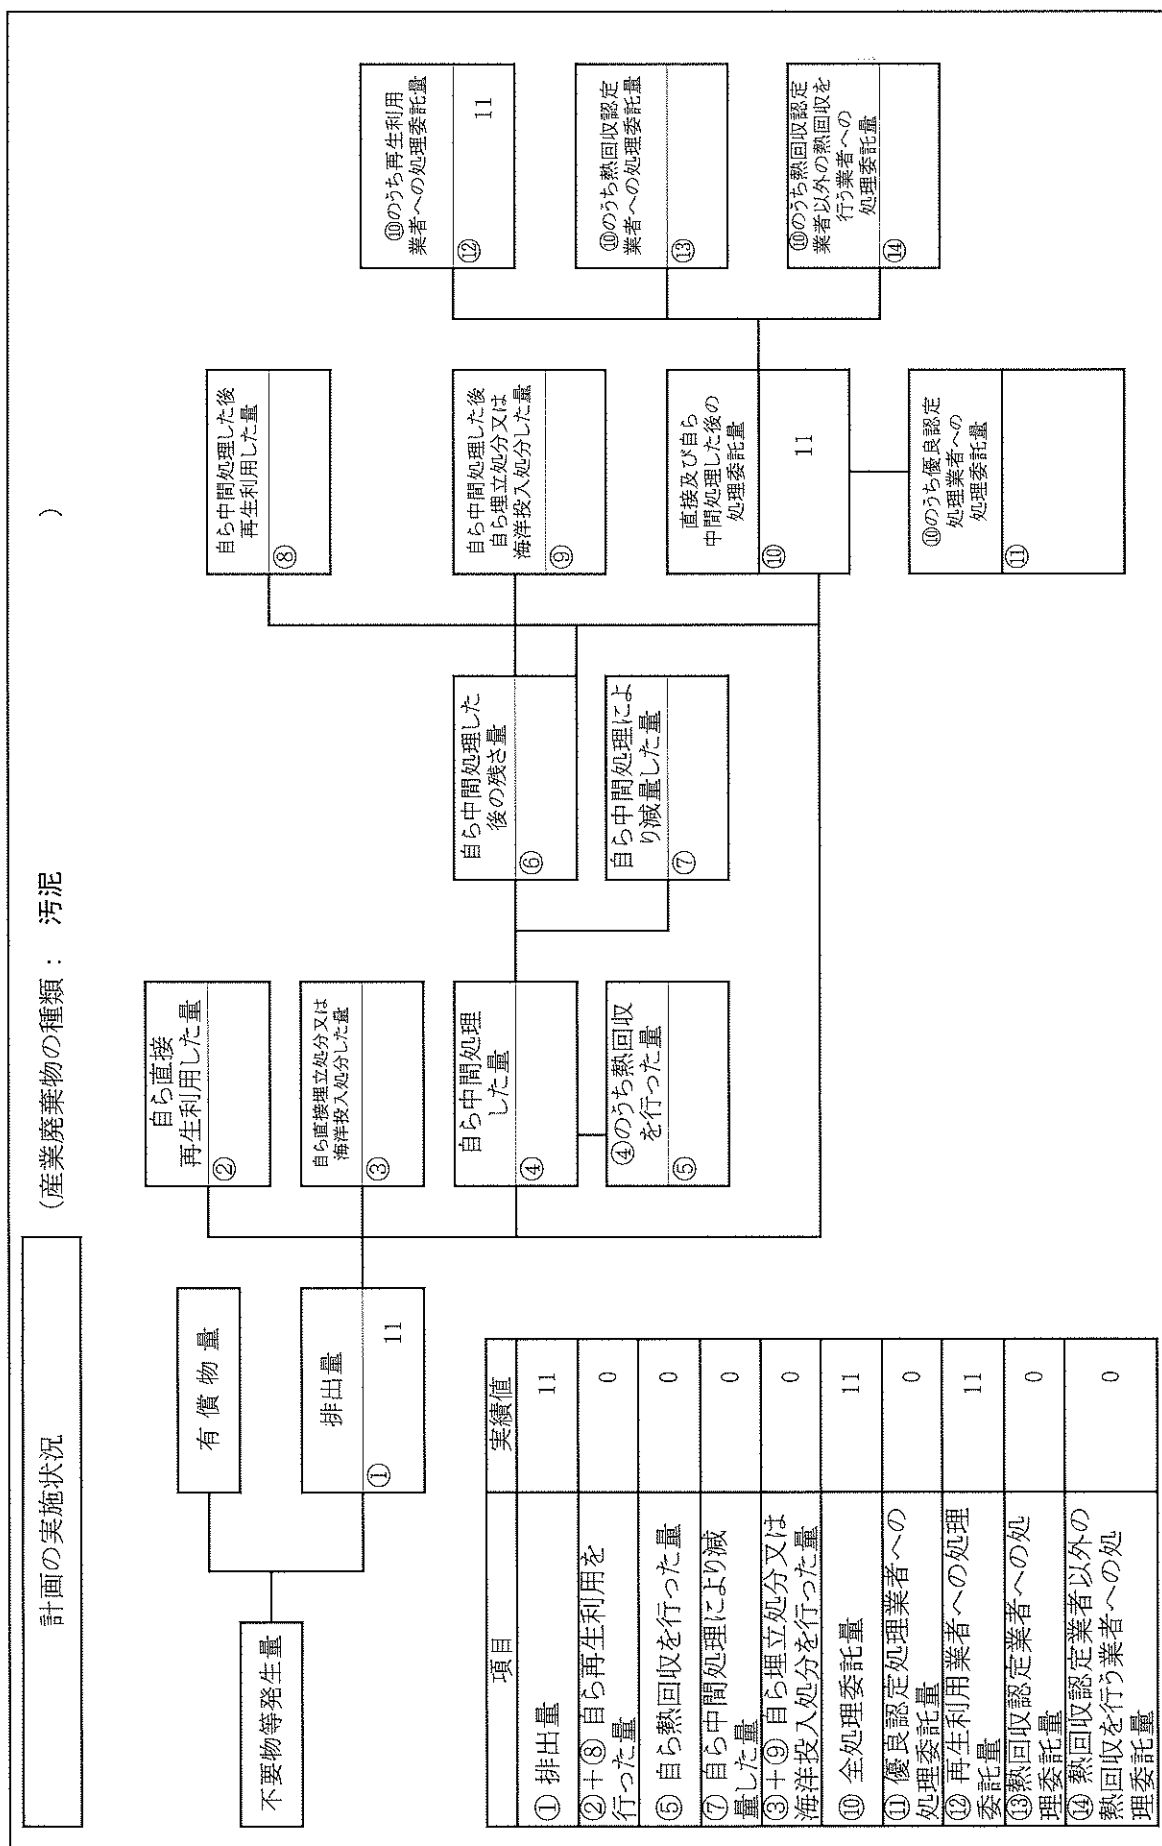 計画の実施状況
(産業廃棄物の種類： 汚泥 )
不要物等発生量
有償物量
排出量
① 11
自ら直接
再生利用した量
②
自ら直接埋立処分又は
海洋投入処分した量
③
自ら中間処理
した量
④
④のうち熱回収
を行った量
⑤
自ら中間処理した
後の残さ量
⑥
自ら中間処理によ
り減量した量
⑦
自ら中間処理した後
再生利用した量
⑧
自ら中間処理した後
自ら埋立処分又は
海洋投入処分した量
⑨
直接及び自ら
中間処理した後の
処理委託量
⑩ 11
⑩のうち優良認定
処理業者への
処理委託量
⑪
⑩のうち再生利用
業者への処理委託量
⑫ 11
⑩のうち熱回収認定
業者への処理委託量
⑬
⑩のうち熱回収認定
業者以外の熱回収を
行う業者への
処理委託量
⑭
項目 実績値
① 排出量 11
②＋⑧ 自ら再生利用を
行った量 0
⑤ 自ら熱回収を行った量 0
⑦ 自ら中間処理により減
量した量 0
③＋⑨ 自ら埋立処分又は
海洋投入処分を行った量 0
⑩ 全処理委託量 11
⑪ 優良認定処理業者への
処理委託量 0
⑫ 再生利用業者への処理
委託量 11
⑬熱回収認定業者への処
理委託量 0
⑭ 熱回収認定業者以外の
熱回収を行う業者への処
理委託量 0